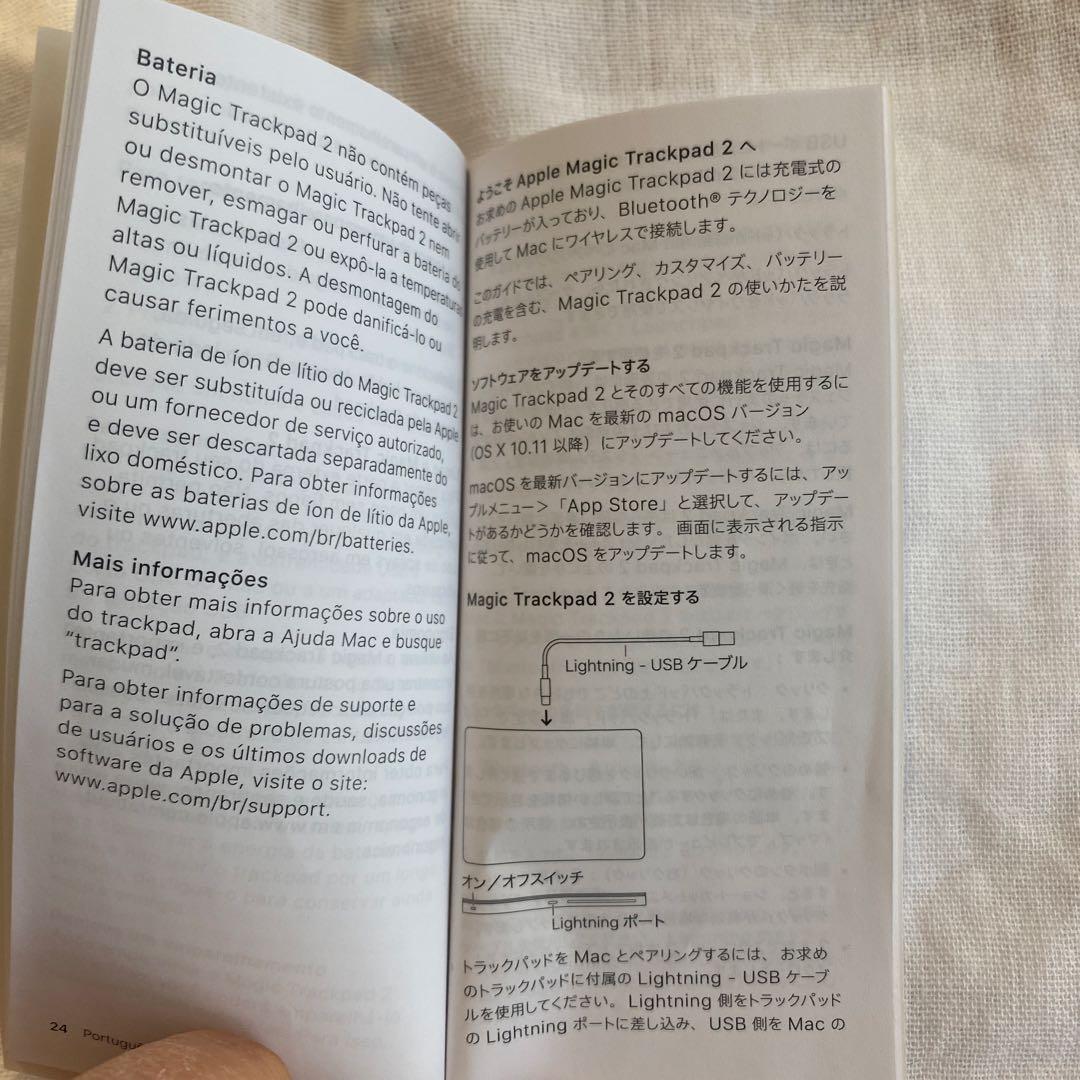 Bateria
O Magic Trackpad 2 não contém peças
substituíveis pelo usuário. Não tente abrir
ou desmontar o Magic Trackpad 2 nem
remover, esmagar ou perfurar a bateria do
Magic Trackpad 2 ou expô-la a temperaturas
altas ou líquidos. A desmontagem do
Magic Trackpad 2 pode danificá-lo ou
causar ferimentos a você.
A bateria de íon de lítio do Magic Trackpad 2
deve ser substituída ou reciclada pela Apple
ou um fornecedor de serviço autorizado,
e deve ser descartada separadamente do
lixo doméstico. Para obter informações
sobre as baterias de íon de lítio da Apple,
visite www.apple.com/br/batteries.
Mais informações
Para obter mais informações sobre o uso
do trackpad, abra a Ajuda Mac e busque
“trackpad”.
Para obter informações de suporte e
para a solução de problemas, discussões
de usuários e os últimos downloads de
software da Apple, visite o site:
www.apple.com/br/support.
24 Portuguê
ようこそ Apple Magic Trackpad 2 へ
お求めの Apple Magic Trackpad 2 には充電式の
バッテリーが入っており、Bluetooth® テクノロジーを
使用して Mac にワイヤレスで接続します。
このガイドでは、ペアリング、カスタマイズ、バッテリー
の充電を含む、Magic Trackpad 2 の使いかたを説
明します。
ソフトウェアをアップデートする
Magic Trackpad 2 とそのすべての機能を使用するに
は、お使いの Mac を最新の macOS バージョン
(OS X 10.11 以降）にアップデートしてください。
macOS を最新バージョンにアップデートするには、アッ
プルメニュー＞「App Store」と選択して、アップデー
トがあるかどうかを確認します。画面に表示される指示
に従って、macOS をアップデートします。
Magic Trackpad 2 を設定する
Lightning - USB ケーブル
オン／オフスイッチ
Lightning ポート
トラックパッドを Mac とペアリングするには、お求め
のトラックパッドに付属の Lightning - USB ケーブ
ルを使用してください。Lightning 側をトラックパッド
の Lightning ポートに差し込み、USB 側を Mac の